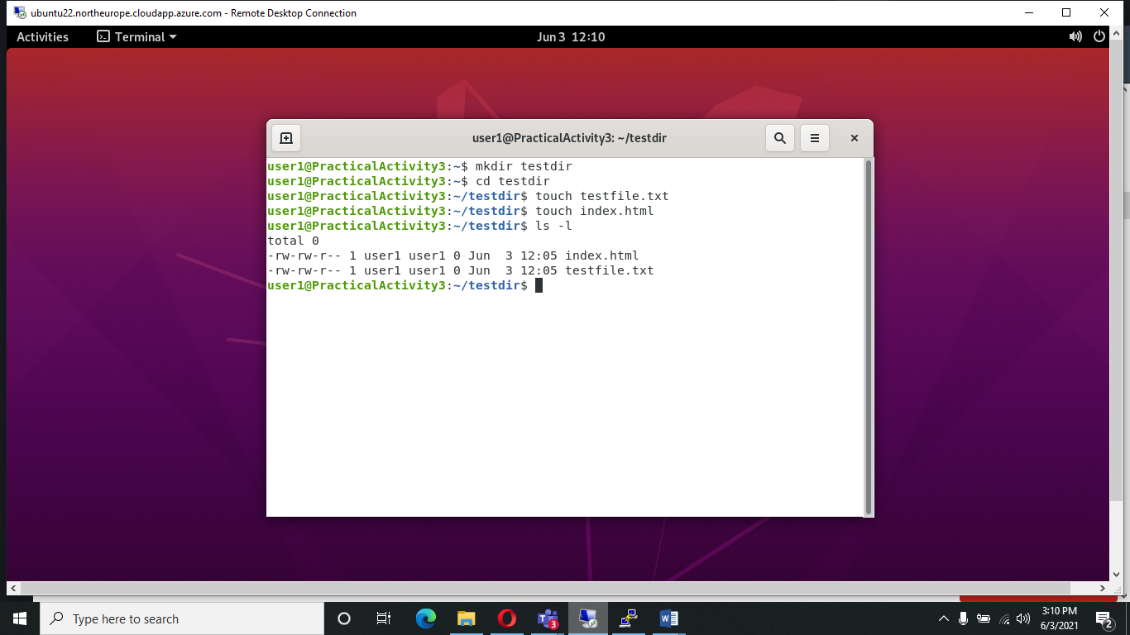 ubuntu22.northeurope.cloudapp.azure.com - Remote Desktop Connection
Activities
Terminal
Jun 3 12:10
user1@PracticalActivity3: ~/testdir
user1@PracticalActivity3:~$ mkdir testdir
user1@PracticalActivity3:~$ cd testdir
user1@PracticalActivity3:~/testdir$ touch testfile.txt
user1@PracticalActivity3:~/testdir$ touch index.html
user1@PracticalActivity3:~/testdir$ ls -l
total 0
-rw-rw-r-- 1 user1 user1 0 Jun  3 12:05 index.html
-rw-rw-r-- 1 user1 user1 0 Jun  3 12:05 testfile.txt
user1@PracticalActivity3:~/testdir$
Type here to search
3
W
3:10 PM
6/3/2021
2